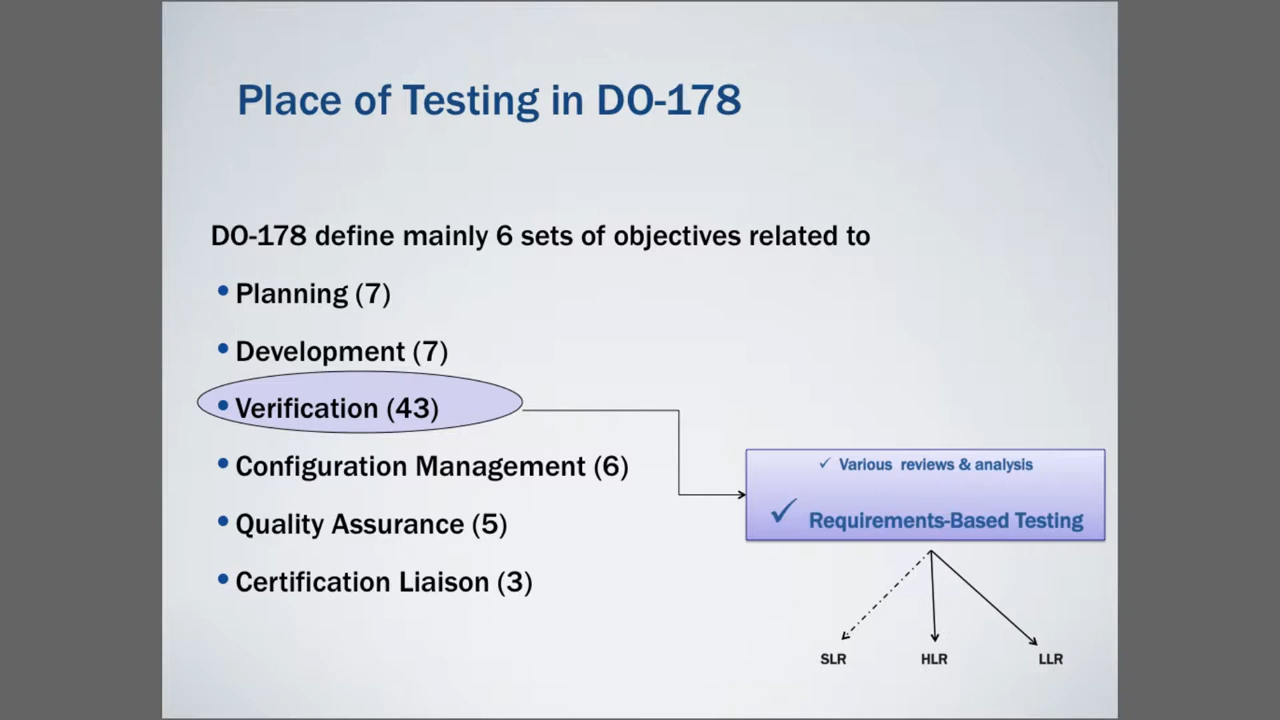 Place of Testing in DO-178
DO-178 define mainly 6 sets of objectives related to
• Planning (7)
• Development (7)
• Verification (43)
• Configuration Management (6)
• Quality Assurance (5)
• Certification Liaison (3)
✓ Various reviews & analysis
✓ Requirements-Based Testing
SLR HLR LLR